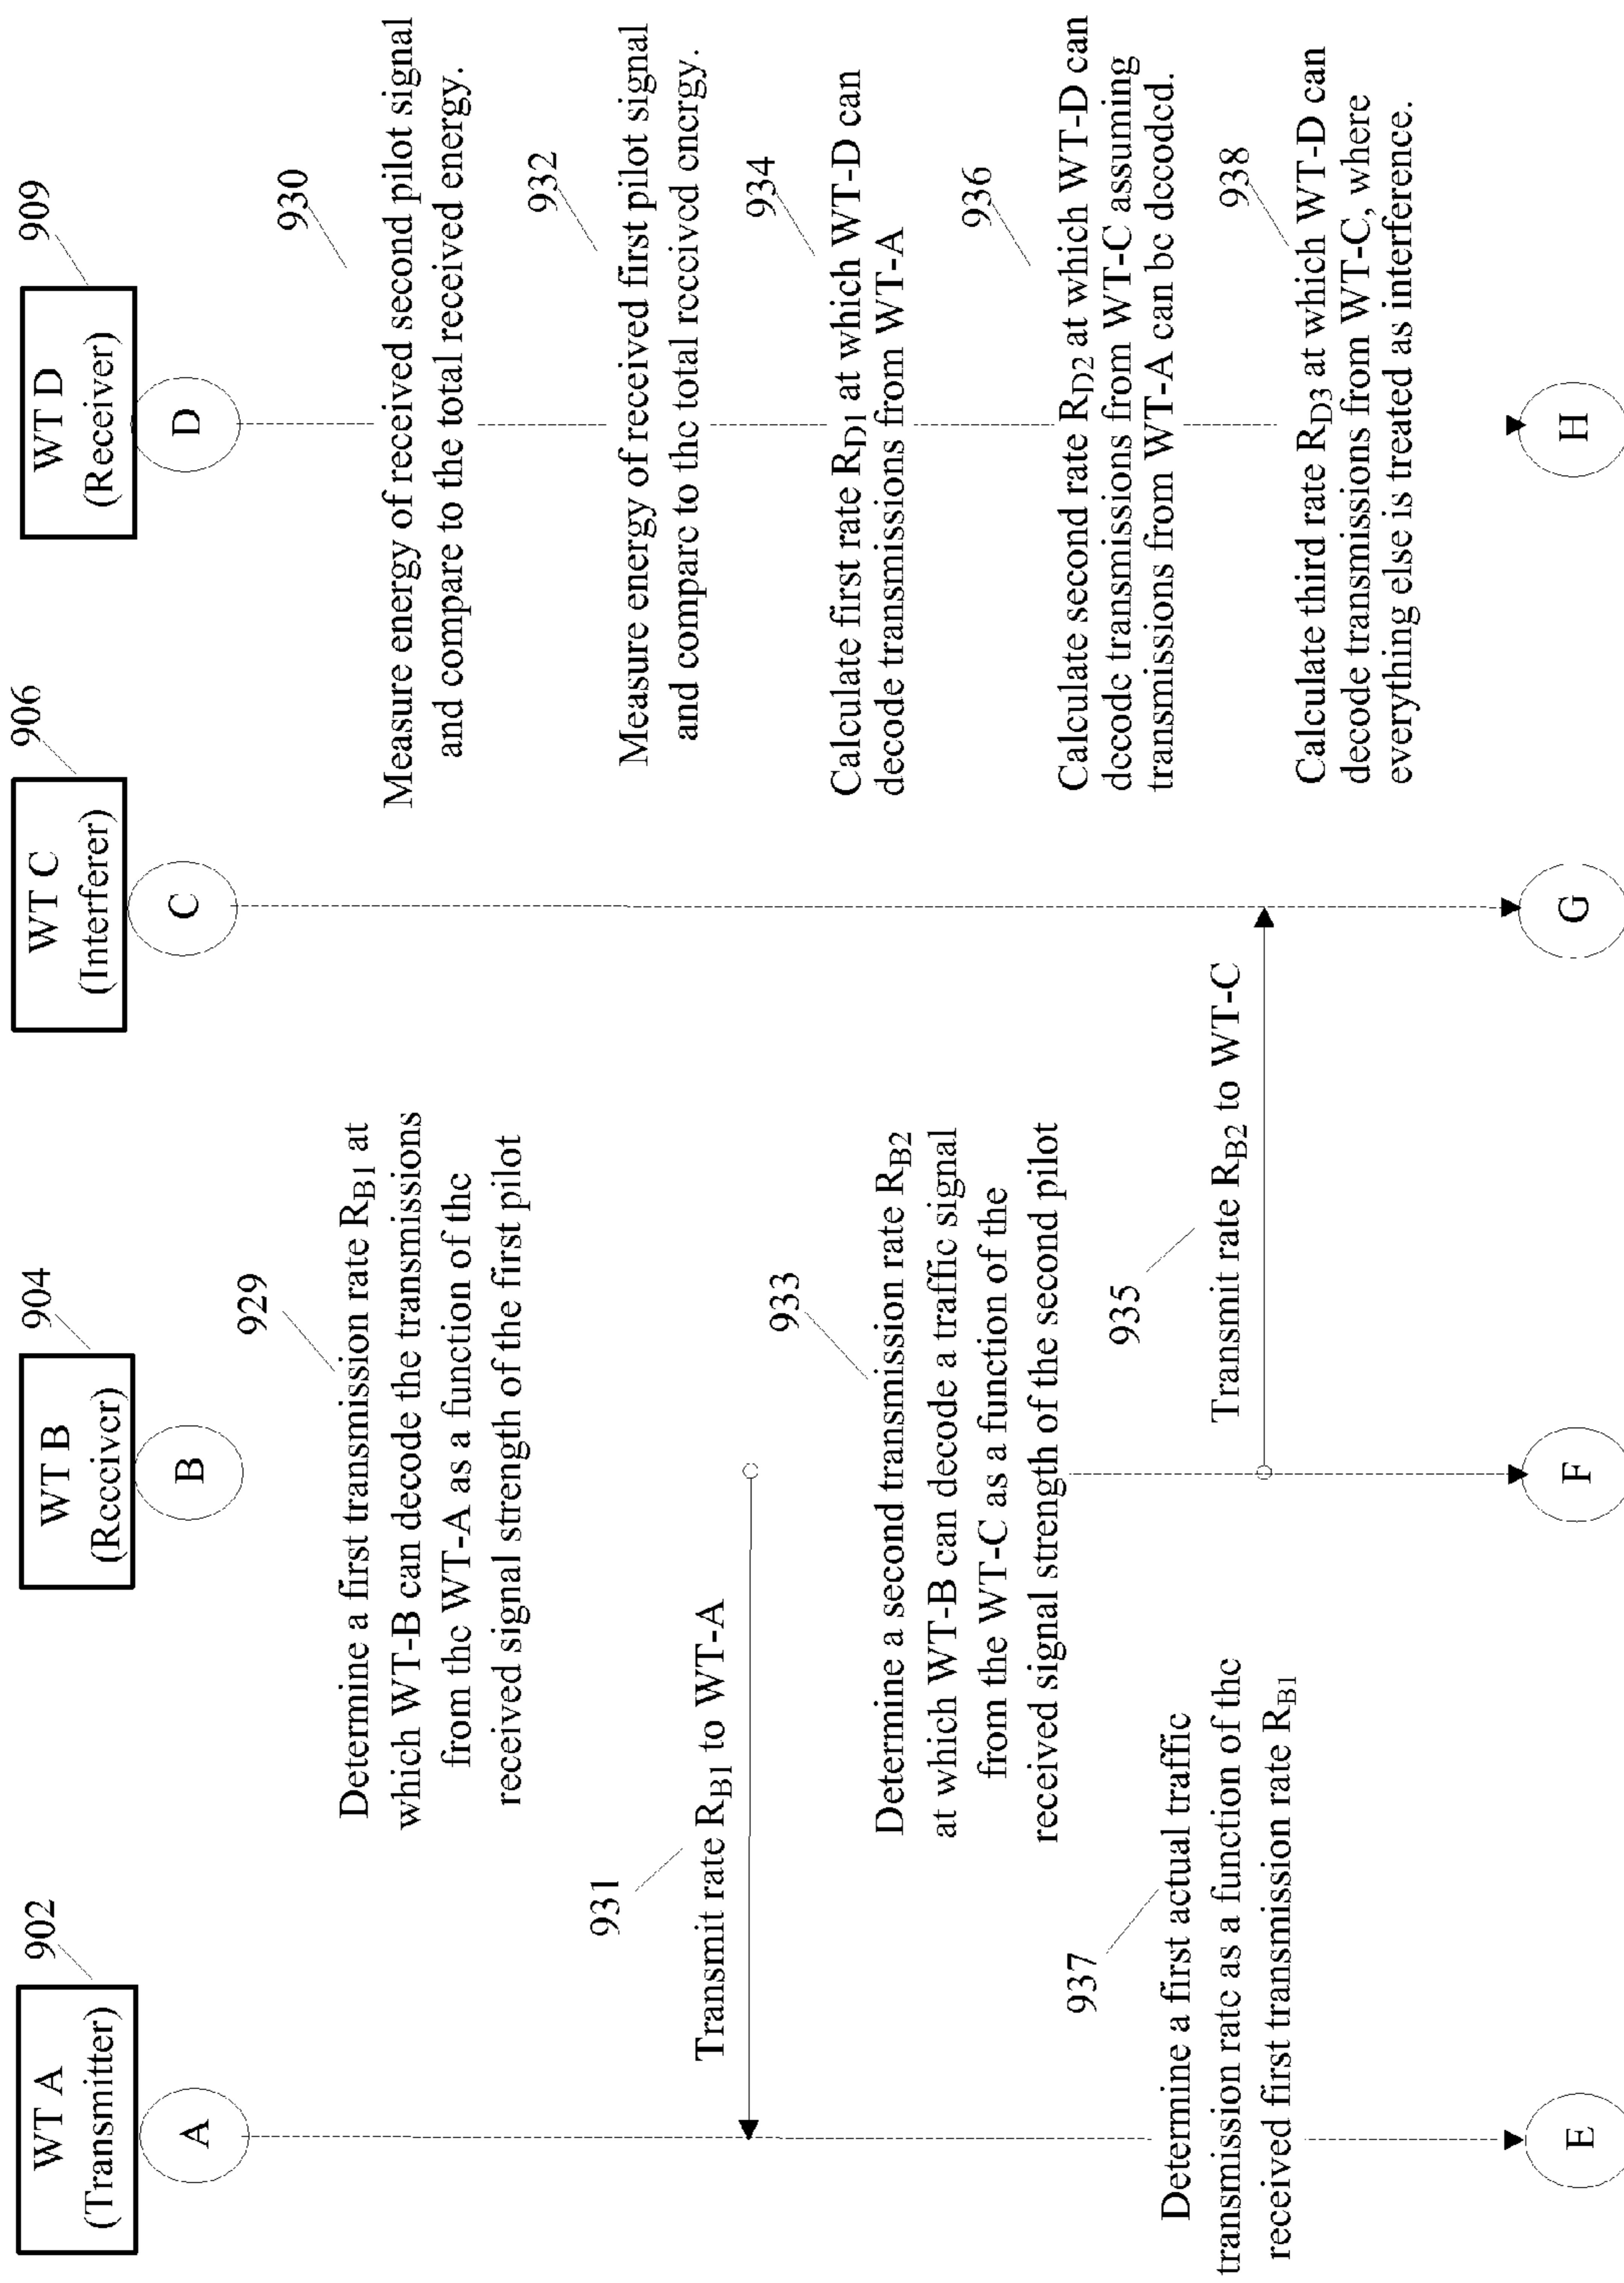 WT A
(Transmitter)
902
A
WT B
(Receiver)
904
B
WT C
(Interferer)
906
C
WT D
(Receiver)
909
D
929
Determine a first transmission rate RB1 at
which WT-B can decode the transmissions
from the WT-A as a function of the
received signal strength of the first pilot
930
Measure energy of received second pilot signal
and compare to the total received energy.
931
Transmit rate RB1 to WT-A
932
Measure energy of received first pilot signal
and compare to the total received energy.
933
Determine a second transmission rate RB2
at which WT-B can decode a traffic signal
from the WT-C as a function of the
received signal strength of the second pilot
934
Calculate first rate RD1 at which WT-D can
decode transmissions from WT-A
935
Transmit rate RB2 to WT-C
936
Calculate second rate RD2 at which WT-D can
decode transmissions from WT-C assuming
transmissions from WT-A can be decoded.
937
Determine a first actual traffic
transmission rate as a function of the
received first transmission rate RB1
938
Calculate third rate RD3 at which WT-D can
decode transmissions from WT-C, where
everything else is treated as interference.
E
F
G
H